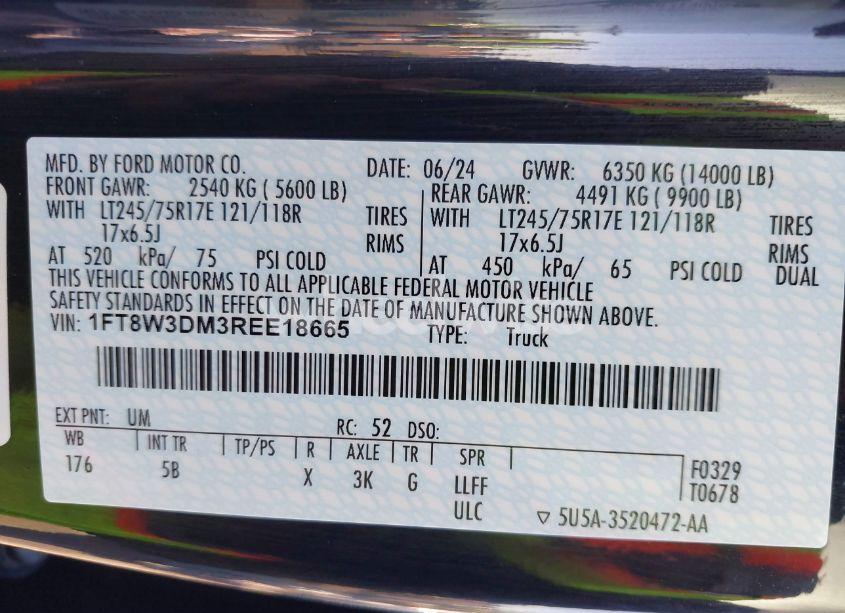 MFD. BY FORD MOTOR CO. DATE: 06/24 GVWR: 6350 KG (14000 LB)
FRONT GAWR: 2540 KG ( 5600 LB) REAR GAWR: 4491 KG ( 9900 LB)
WITH LT245/75R17E 121/118R TIRES WITH LT245/75R17E 121/118R TIRES
17x6.5J RIMS 17x6.5J RIMS
AT 520 kPa/ 75 PSI COLD AT 450 kPa/ 65 PSI COLD DUAL
THIS VEHICLE CONFORMS TO ALL APPLICABLE FEDERAL MOTOR VEHICLE
SAFETY STANDARDS IN EFFECT ON THE DATE OF MANUFACTURE SHOWN ABOVE.
VIN: 1FT8W3DM3REE18665 TYPE: Truck
EXT PNT: UM RC: 52 DSO:
WB INT TR TP/PS R AXLE TR SPR F0329
176 5B X 3K G LLFF T0678
ULC 5U5A-3520472-AA